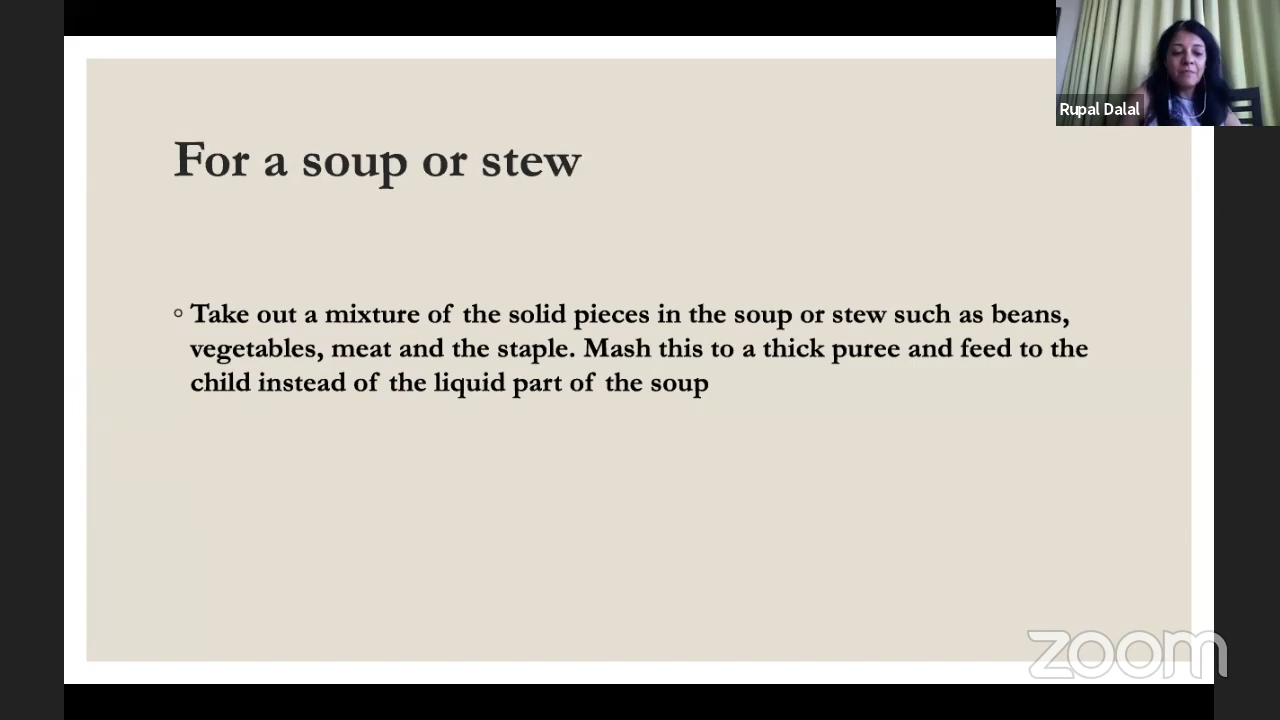 Rupal Dalal
For a soup or stew
◦ Take out a mixture of the solid pieces in the soup or stew such as beans,
vegetables, meat and the staple. Mash this to a thick puree and feed to the
child instead of the liquid part of the soup
zoom